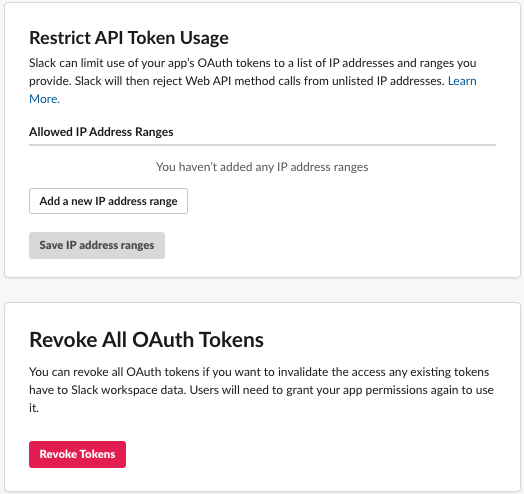 Restrict API Token Usage
Slack can limit use of your app’s OAuth tokens to a list of IP addresses and ranges you
provide. Slack will then reject Web API method calls from unlisted IP addresses. Learn
More.
Allowed IP Address Ranges
You haven’t added any IP address ranges
Add a new IP address range
Save IP address ranges
Revoke All OAuth Tokens
You can revoke all OAuth tokens if you want to invalidate the access any existing tokens
have to Slack workspace data. Users will need to grant your app permissions again to use
it.
Revoke Tokens